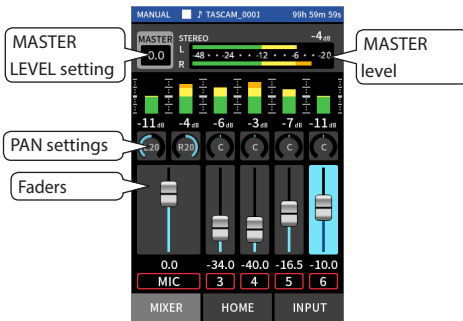 MANUAL ♪ TASCAM_0001 99h 59m 59s
MASTER LEVEL setting
MASTER
0.0
STEREO -4dB
L
-48 · · -24 · · -12 · · -6 · · -20
R
MASTER level
-11dB -4dB -6dB -3dB -7dB -11dB
PAN settings
L20 R20 C C C C
Faders
0.0 -34.0 -40.0 -16.5 -10.0
MIC 3 4 5 6
MIXER HOME INPUT